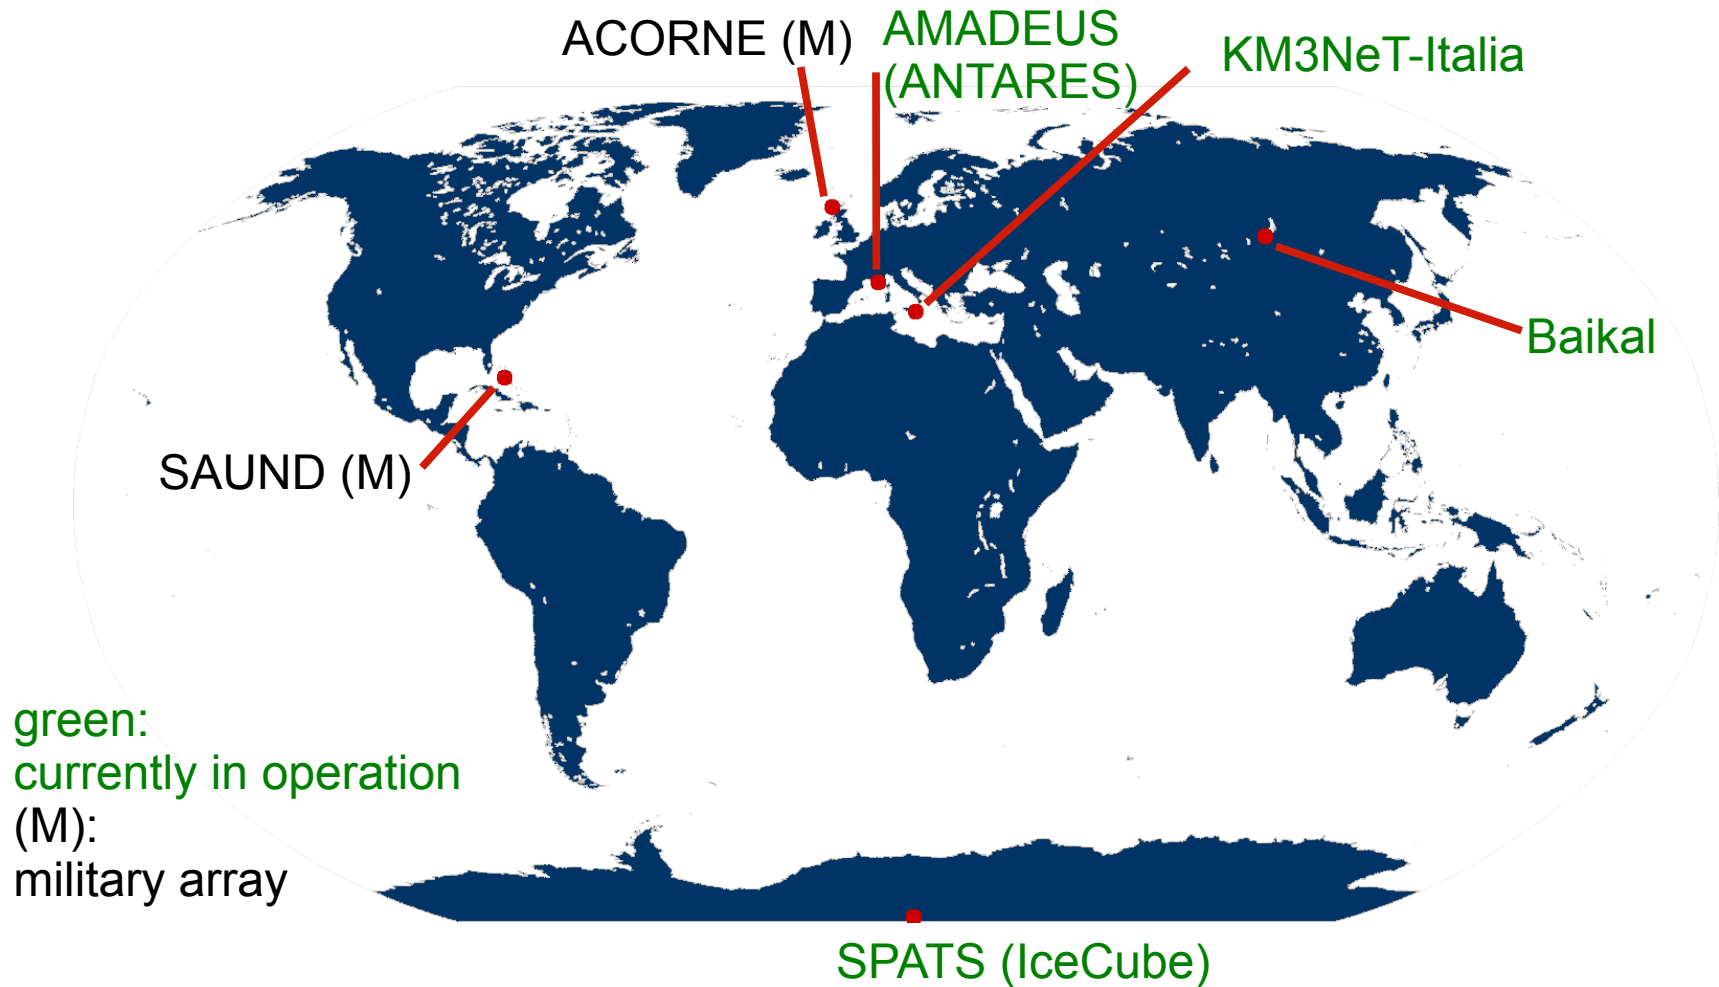 ACORNE (M)
AMADEUS
(ANTARES)
KM3NeT-Italia
Baikal
SAUND (M)
green:
currently in operation
(M):
military array
SPATS (IceCube)